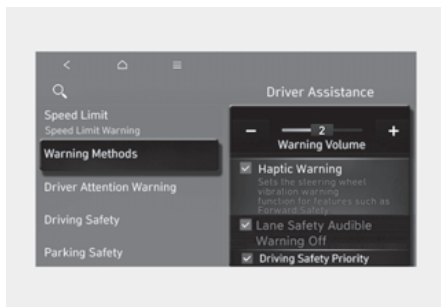 Driver Assistance
Speed Limit
Speed Limit Warning
Warning Methods
Driver Attention Warning
Driving Safety
Parking Safety
− 2 +
Warning Volume
Haptic Warning
Sets the steering wheel
vibration warning
function for features such as
Forward Safety
Lane Safety Audible
Warning Off
Driving Safety Priority